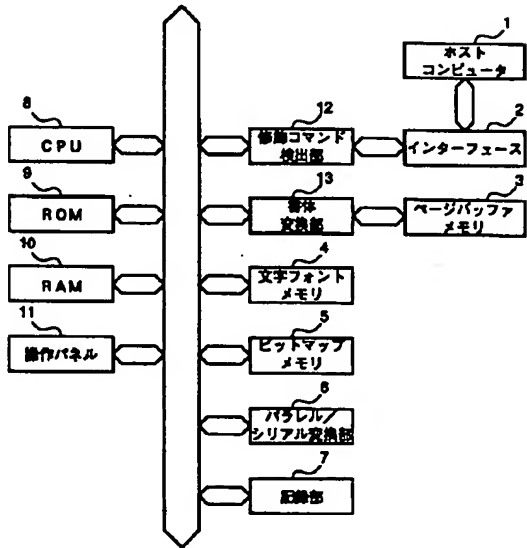 1
ホスト
コンピュータ
8
CPU
12
修飾コマンド
検出部
2
インターフェース
9
ROM
13
書体
変換部
3
ページバッファ
メモリ
10
RAM
4
文字フォント
メモリ
11
操作パネル
5
ビットマップ
メモリ
6
パラレル/
シリアル変換部
7
記録部